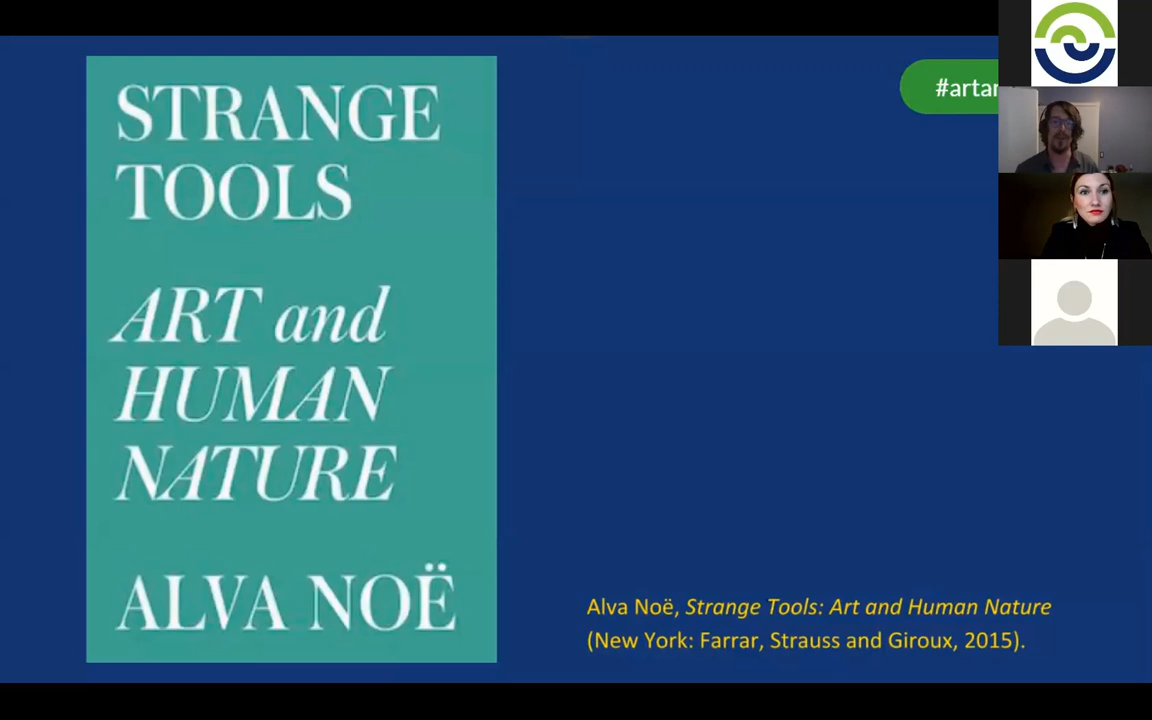 STRANGE
TOOLS
ART and
HUMAN
NATURE
ALVA NOË
#artar
Alva Noë, Strange Tools: Art and Human Nature
(New York: Farrar, Strauss and Giroux, 2015).